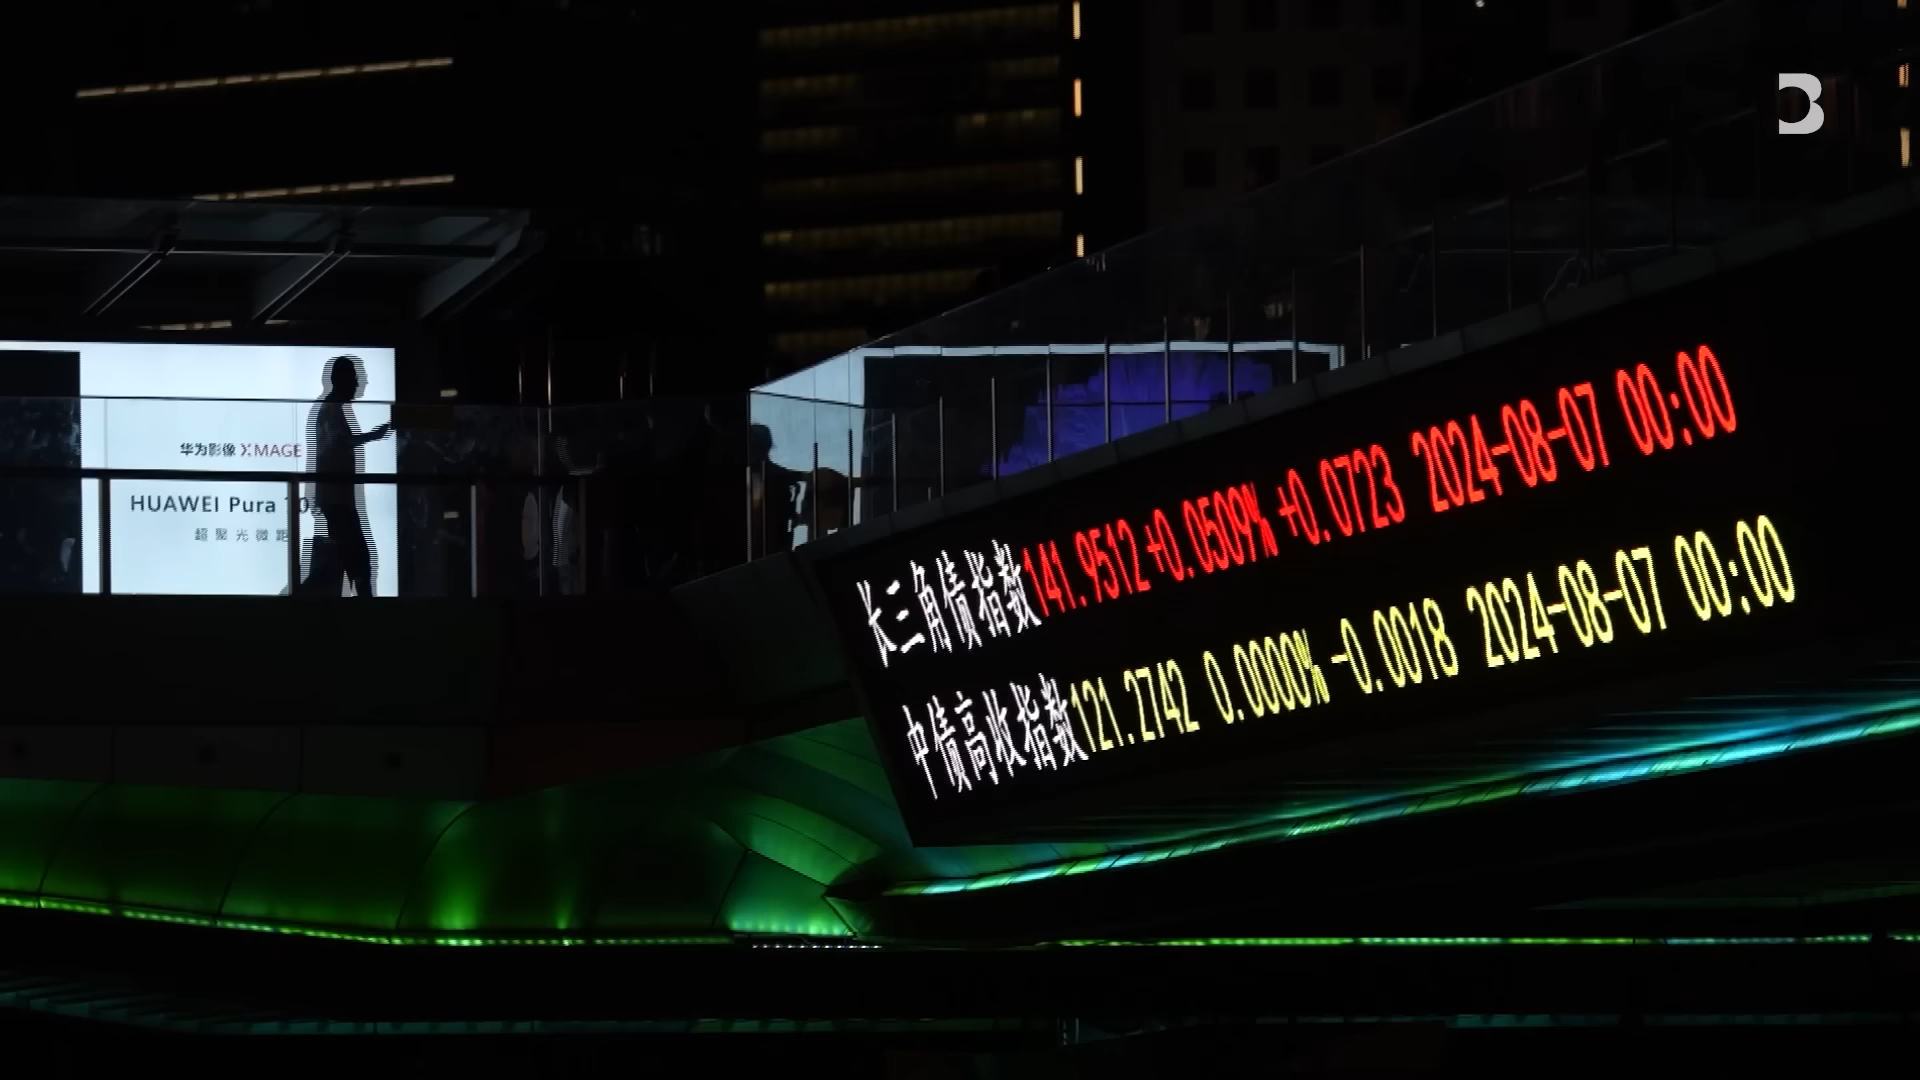 华为影像 XMAGE
HUAWEI Pura 70
超聚光微距
长三角债指数141.9512+0.0509% +0.0723 2024-08-07 00:00
中债高收指数121.2742 0.0000% -0.0018 2024-08-07 00:00